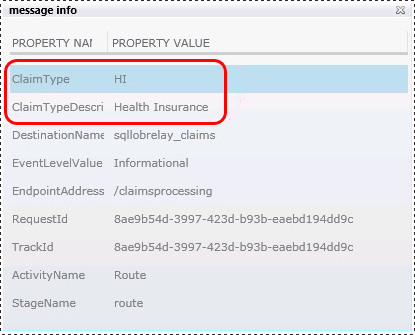 message info
PROPERTY NAM PROPERTY VALUE
ClaimType HI
ClaimTypeDescri Health Insurance
DestinationName sqllobrelay_claims
EventLevelValue Informational
EndpointAddress /claimsprocessing
RequestId 8ae9b54d-3997-423d-b93b-eaebd194dd9c
TrackId 8ae9b54d-3997-423d-b93b-eaebd194dd9c
ActivityName Route
StageName route